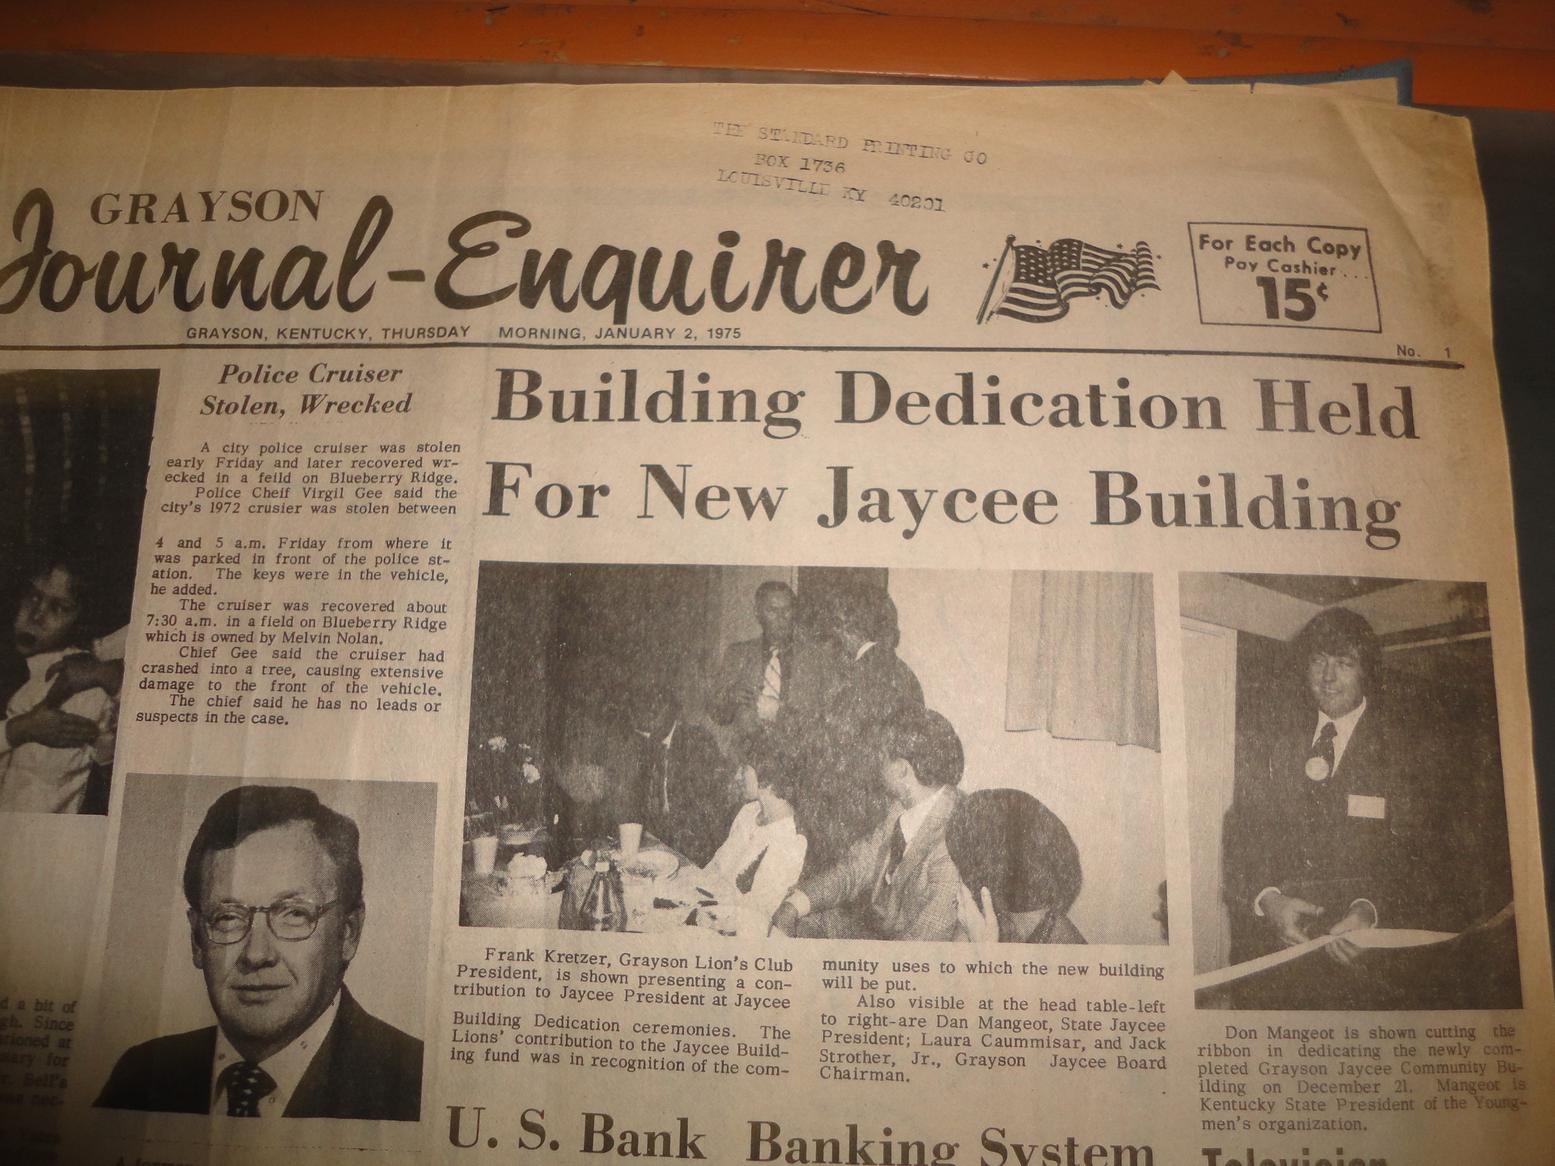 THE STANDARD PRINTING CO
BOX 1736
LOUISVILLE KY 40201
GRAYSON
Journal-Enquirer
For Each Copy
Pay Cashier...
15¢
GRAYSON, KENTUCKY, THURSDAY MORNING, JANUARY 2, 1975
No. 1
Police Cruiser
Stolen, Wrecked
A city police cruiser was stolen
early Friday and later recovered wr-
ecked in a feild on Blueberry Ridge.
Police Cheif Virgil Gee said the
city's 1972 crusier was stolen between
4 and 5 a.m. Friday from where it
was parked in front of the police st-
ation. The keys were in the vehicle,
he added.
The cruiser was recovered about
7:30 a.m. in a field on Blueberry Ridge
which is owned by Melvin Nolan.
Chief Gee said the cruiser had
crashed into a tree, causing extensive
damage to the front of the vehicle.
The chief said he has no leads or
suspects in the case.
Building Dedication Held
For New Jaycee Building
Frank Kretzer, Grayson Lion's Club
President, is shown presenting a con-
tribution to Jaycee President at Jaycee
Building Dedication ceremonies. The
Lions' contribution to the Jaycee Build-
ing fund was in recognition of the com-
munity uses to which the new building
will be put.
Also visible at the head table-left
to right-are Dan Mangeot, State Jaycee
President; Laura Caummisar, and Jack
Strother, Jr., Grayson Jaycee Board
Chairman.
Don Mangeot is shown cutting the
ribbon in dedicating the newly com-
pleted Grayson Jaycee Community Bu-
ilding on December 21. Mangeot is
Kentucky State President of the Young-
men's organization.
d a bit of
gh. Since
tioned at
for
r. Bell's
U. S. Bank Banking System
Television